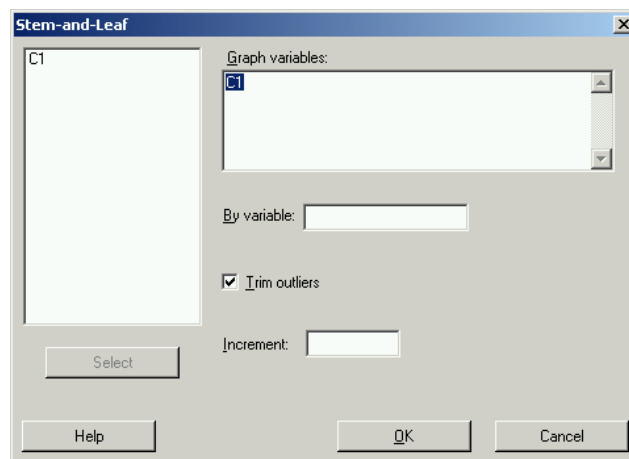 Stem-and-Leaf
C1
Graph variables:
C1
By variable:
Trim outliers
Increment:
Select
Help
OK
Cancel